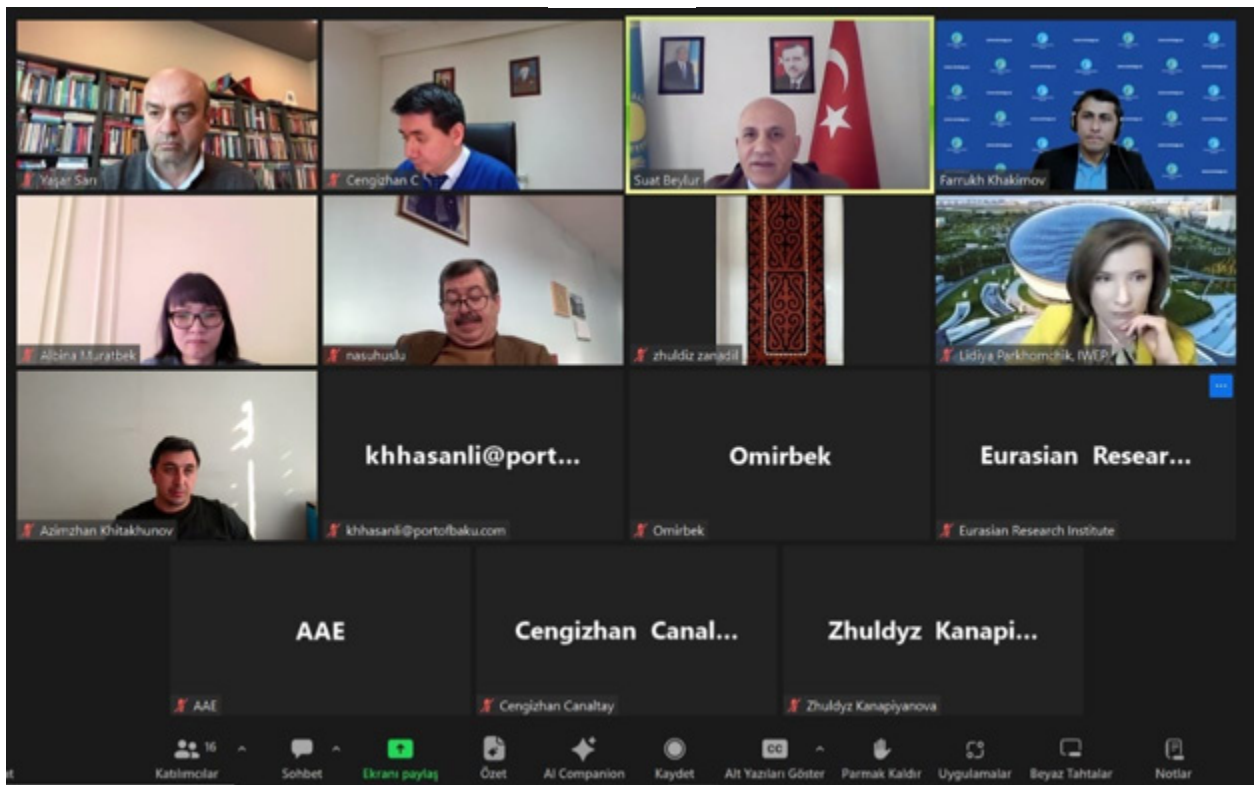 Yaşar Sarı
Cengizhan C
Suat Beylur
Farrukh Khakimov
Albina Muratbek
nasuhuslu
zhuldiz zanadil
Lidiya Parkhomchik, IWEP
Azimzhan Khitakhunov
khhasanli@port...
khhasanli@portofbaku.com
Omirbek
Omirbek
Eurasian Resear...
Eurasian Research Institute
AAE
AAE
Cengizhan Canal...
Cengizhan Canaltay
Zhuldyz Kanapi...
Zhuldyz Kanapiyanova
16
CC
Katılımcılar
Sohbet
Ekranı paylaş
Özet
AI Companion
Kaydet
Alt Yazıları Göster
Parmak Kaldır
Uygulamalar
Beyaz Tahtalar
Notlar